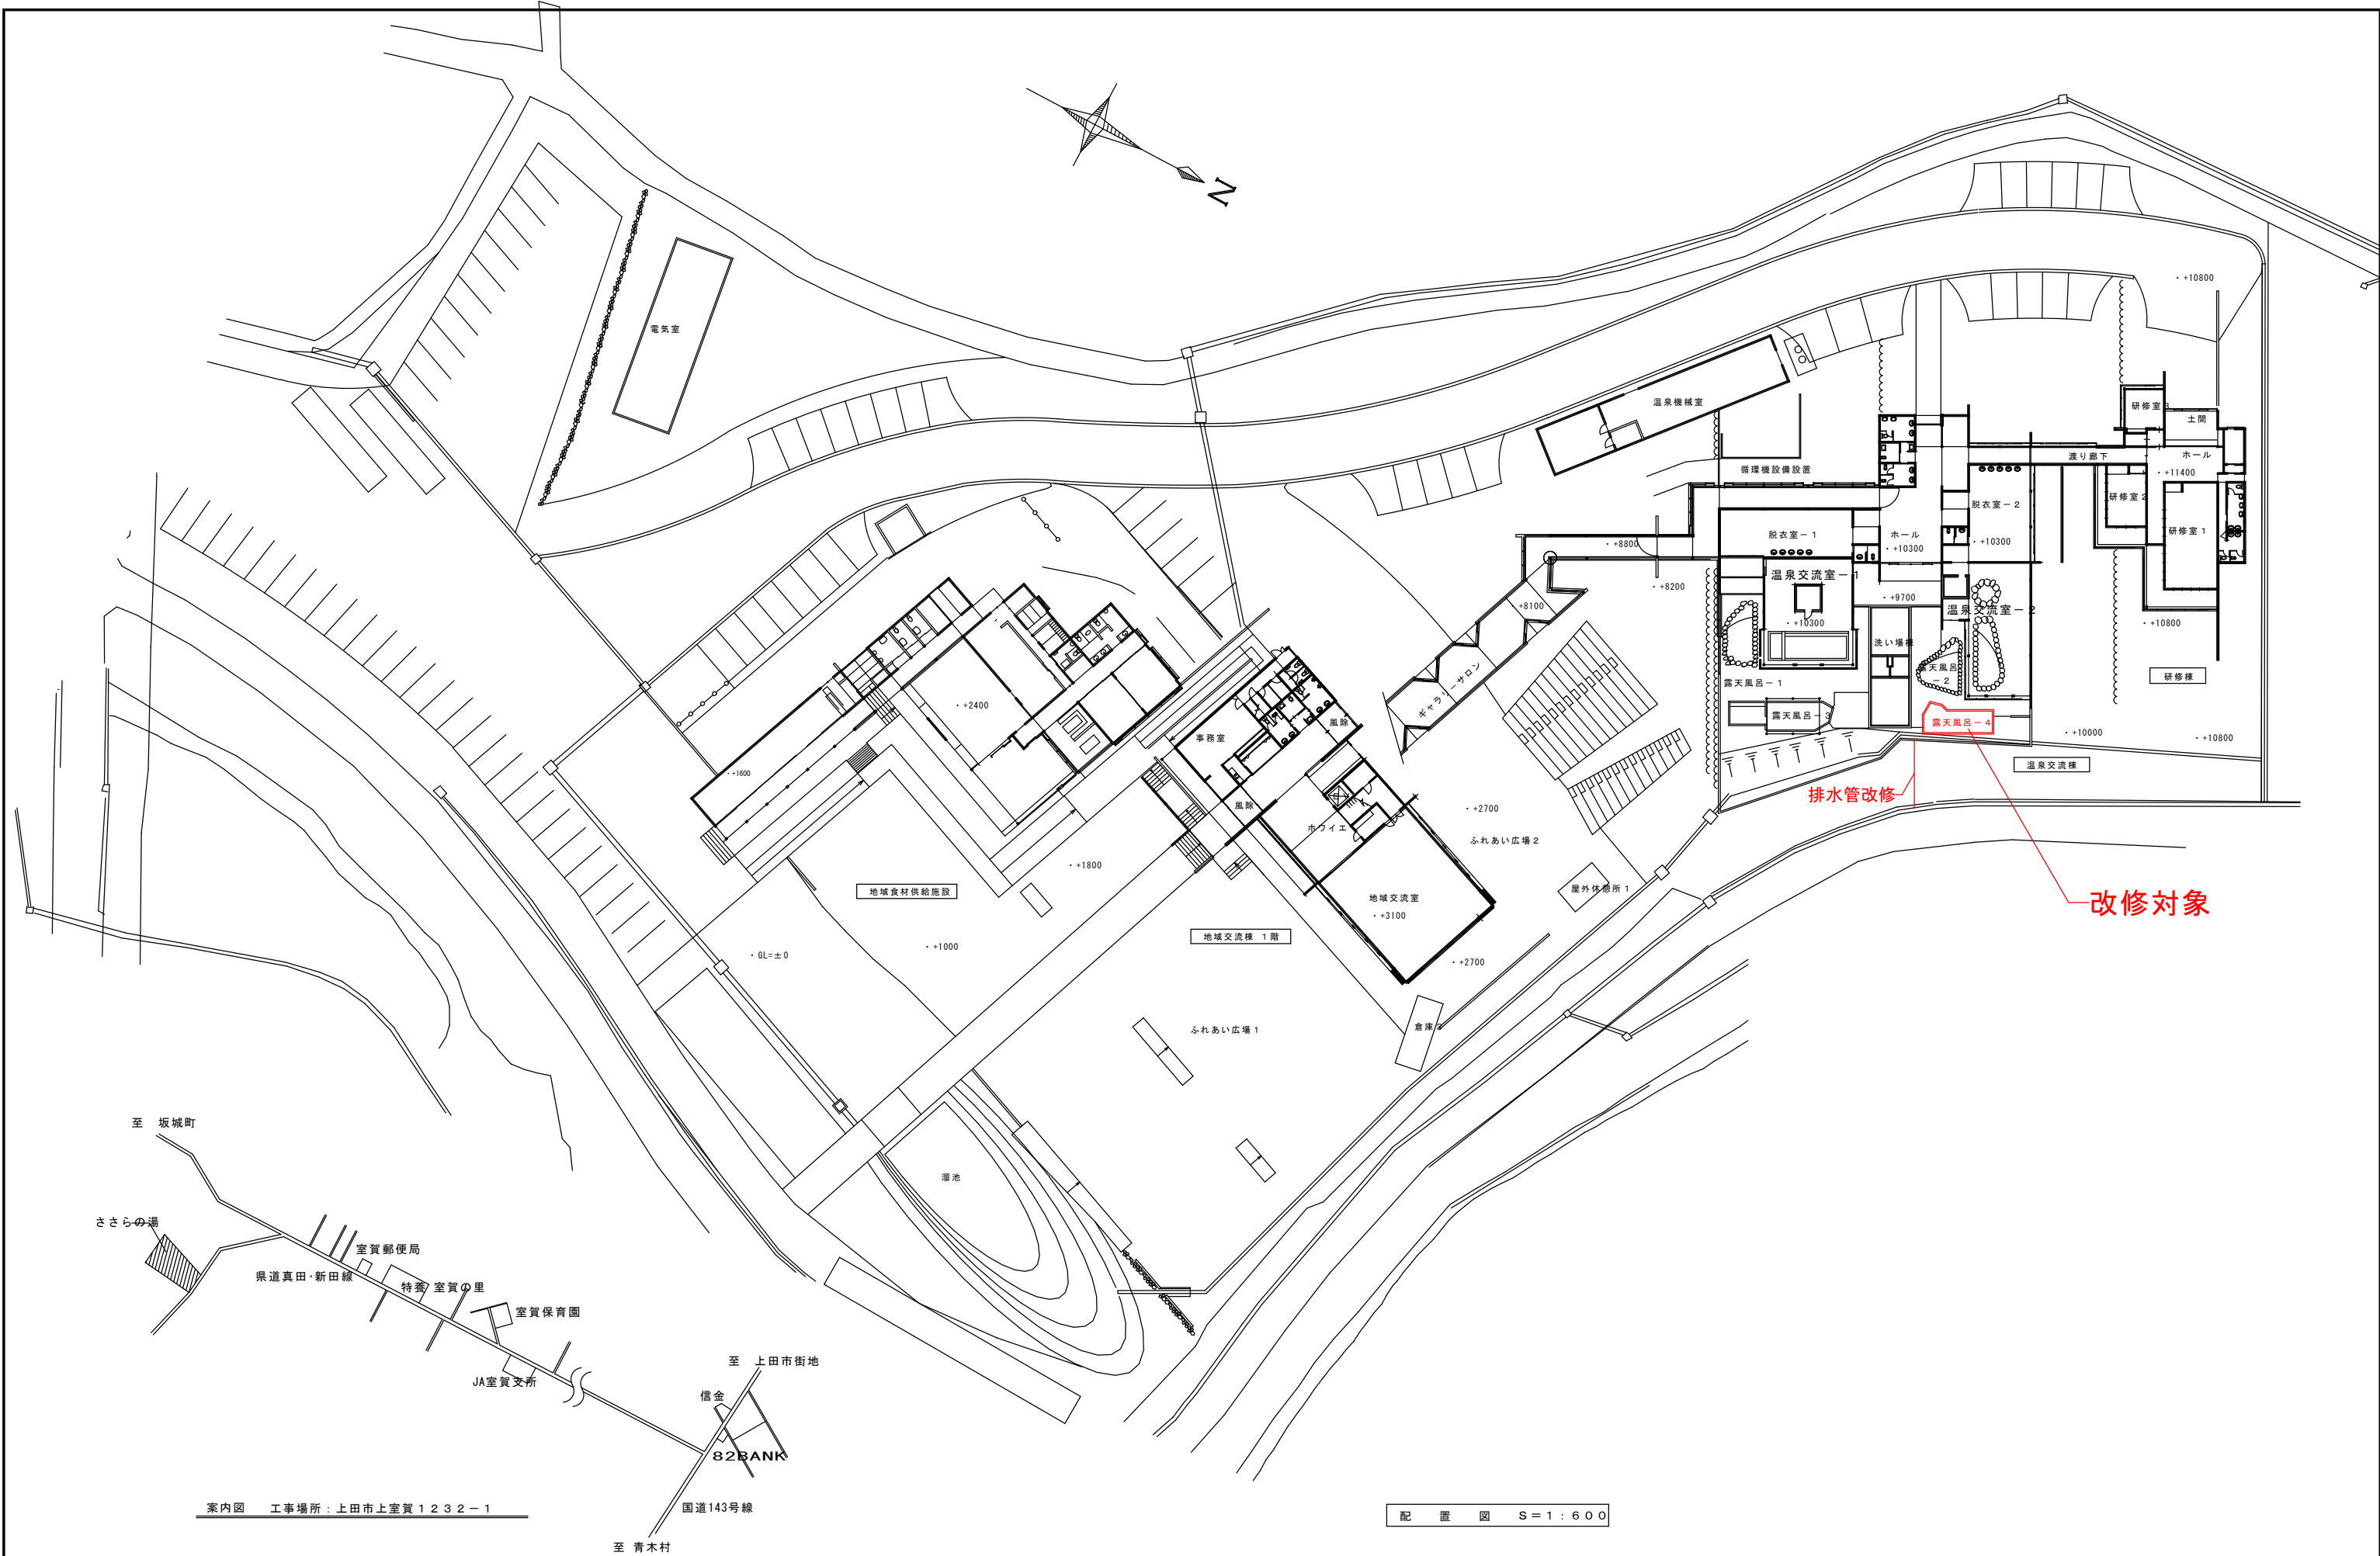 N
電気室
・+10800
温泉機械室
研修室3
土間
循環機設備設置
渡り廊下
ホール
・+11400
脱衣室－2
研修室2
研修室1
脱衣室－1
ホール
・+10300
・+10300
・+8800
・+8200
温泉交流室－1
・+9700
温泉交流室－2
・+8100
・+10300
・+10800
洗い場棟
露天風呂－2
露天風呂－1
研修棟
ギャラリーサロン
露天風呂－3
露天風呂－4
・+2400
事務室
風除
・+10000
・+10800
温泉交流棟
・+1600
排水管改修
風除
・+2700
ホワイエ
ふれあい広場2
・+1800
地域食材供給施設
屋外休憩所1
地域交流室
改修対象
・+3100
地域交流棟 1階
・+1000
・GL=±0
・+2700
ふれあい広場1
倉庫
溜池
至 坂城町
ささらの湯
室賀郵便局
県道真田・新田線
特養 室賀の里
室賀保育園
JA室賀支所
至 上田市街地
信金
82BANK
国道143号線
至 青木村
案内図 工事場所：上田市上室賀1232－1
配 置 図 S＝1：600